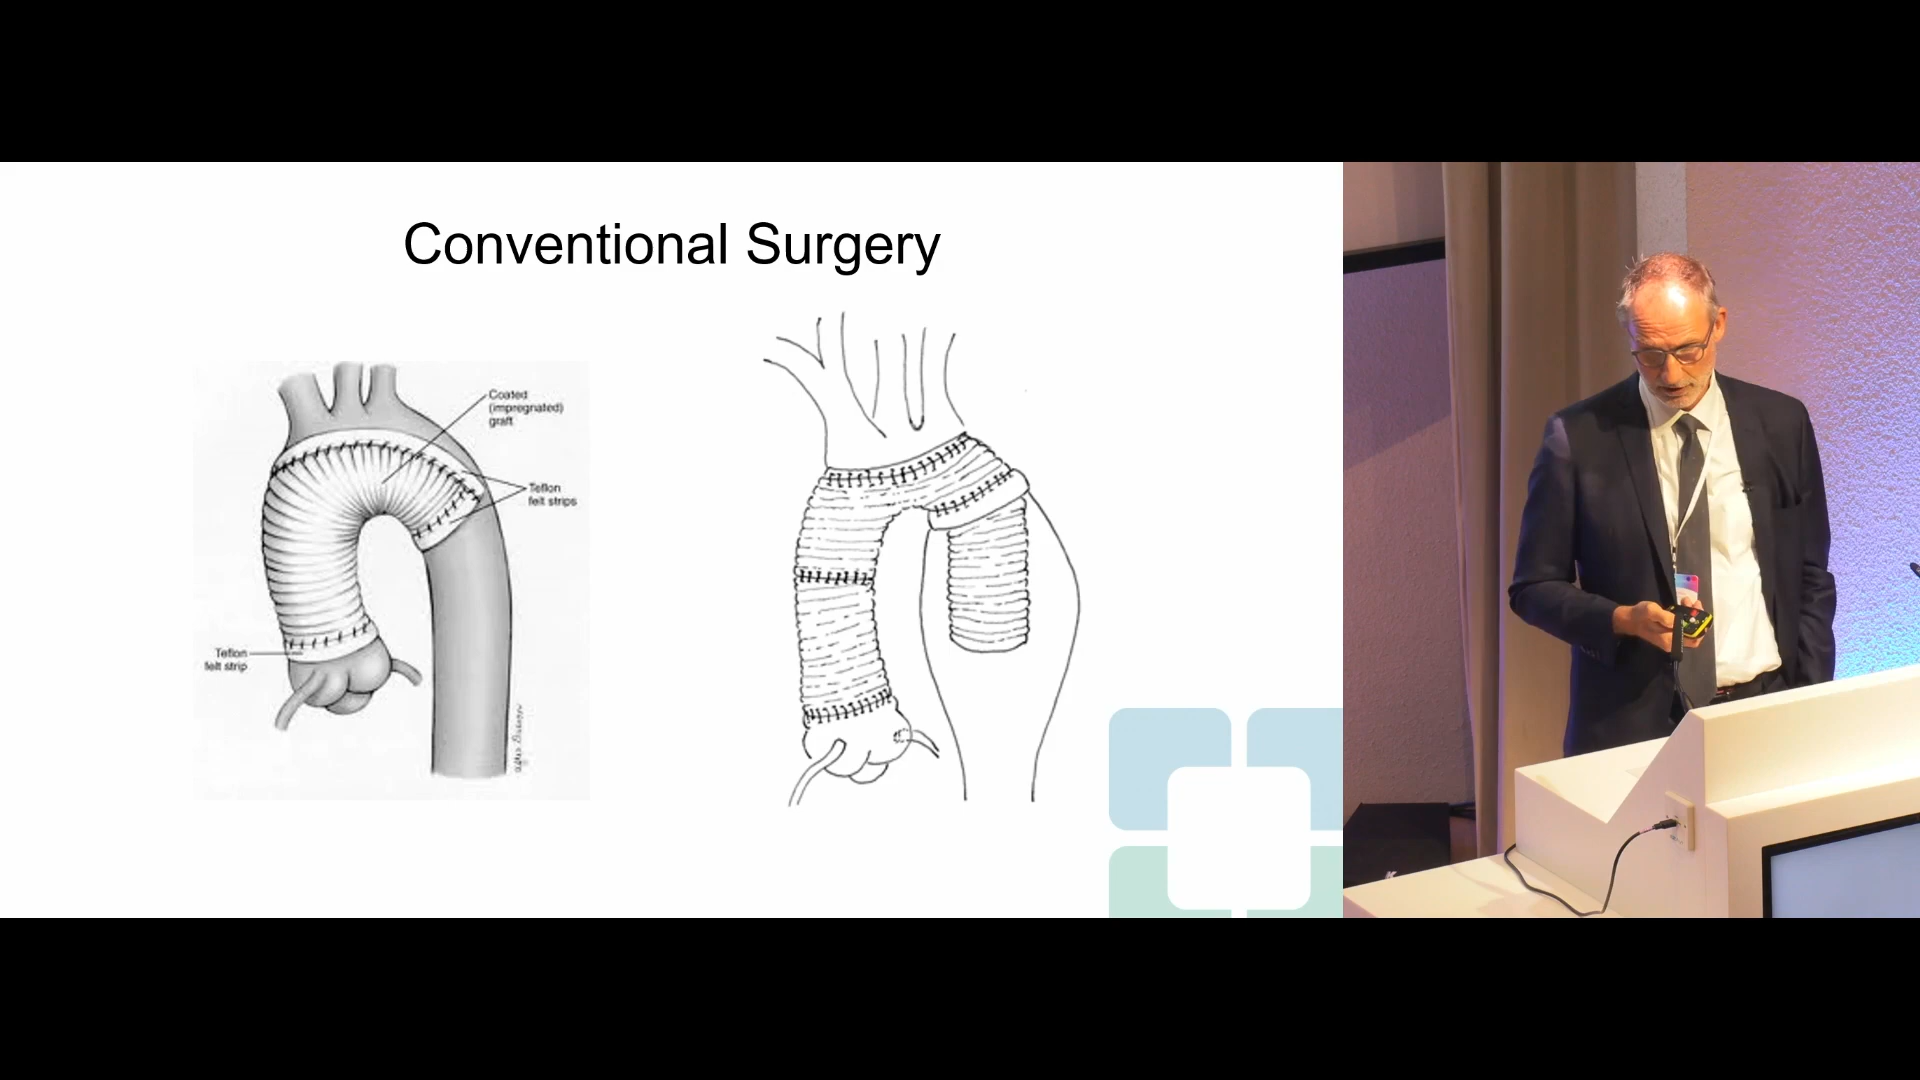 Conventional Surgery
Coated
(impregnated)
graft
Teflon
felt strips
Teflon
felt strip